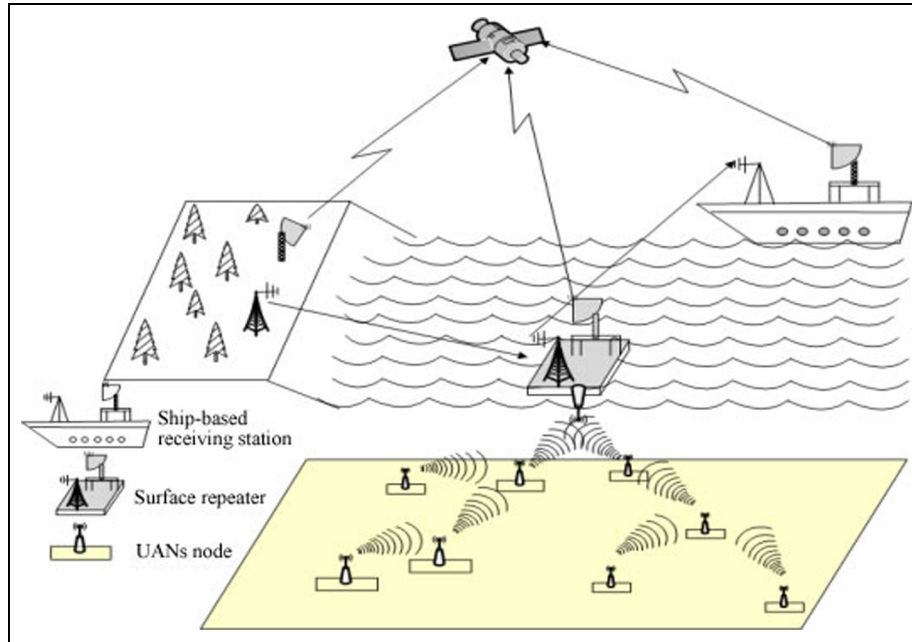 Ship-based
receiving station
Surface repeater
UANs node